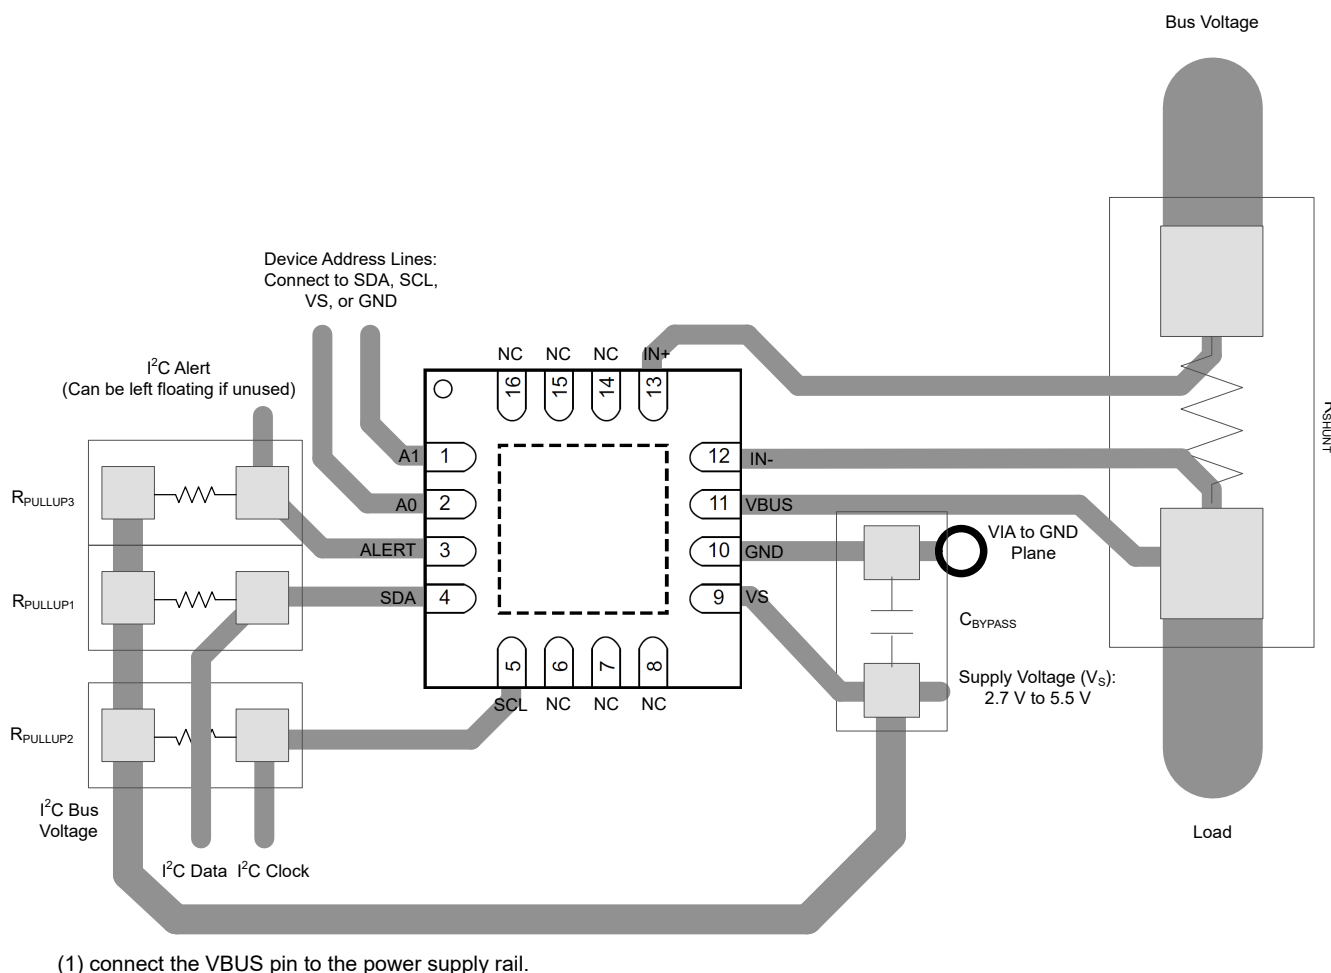 Bus Voltage
Device Address Lines:
Connect to SDA, SCL,
VS, or GND
I²C Alert
(Can be left floating if unused)
NC NC NC IN+
16 15 14 13
A1 1
A0 2
ALERT 3
SDA 4
12 IN-
11 VBUS
10 GND
9 VS
5 6 7 8
SCL NC NC NC
RPULLUP3
RPULLUP1
RPULLUP2
RSHUNT
VIA to GND
Plane
CBYPASS
Supply Voltage (VS):
2.7 V to 5.5 V
I²C Bus
Voltage
I²C Data I²C Clock
Load
(1) connect the VBUS pin to the power supply rail.